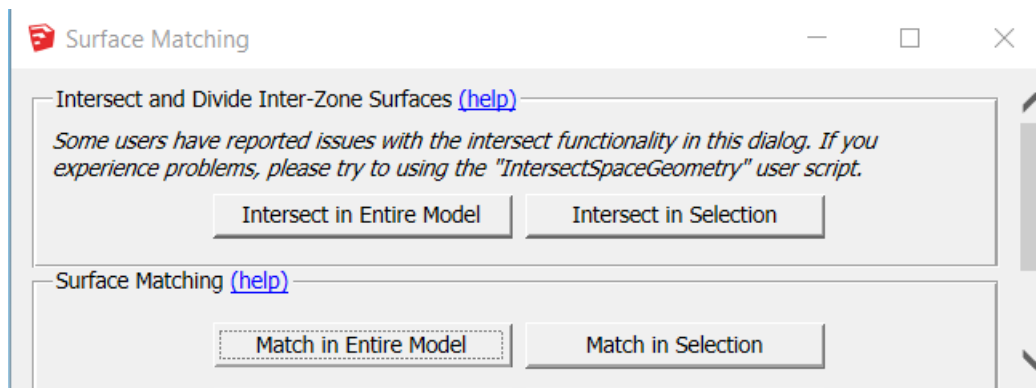 Surface Matching
Intersect and Divide Inter-Zone Surfaces (help)
Some users have reported issues with the intersect functionality in this dialog. If you
experience problems, please try to using the "IntersectSpaceGeometry" user script.
Intersect in Entire Model Intersect in Selection
Surface Matching (help)
Match in Entire Model Match in Selection